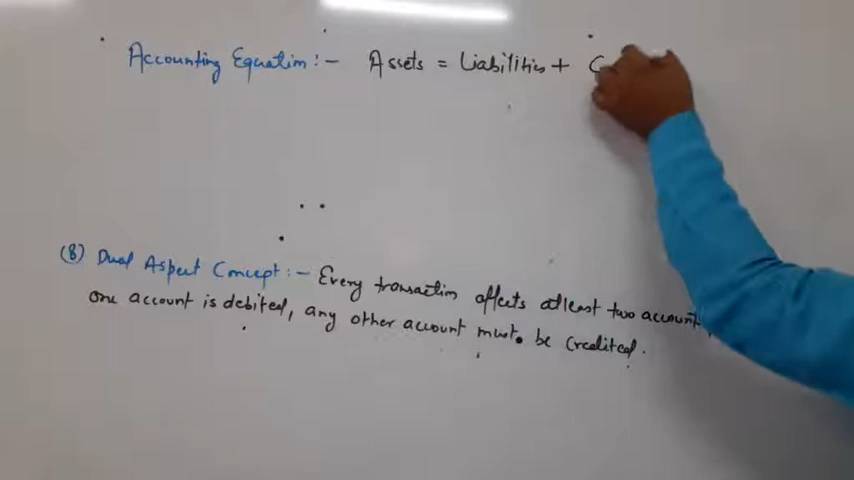 Accounting Equation :- Assets = Liabilities + C
(B) Dual Aspect Concept :- Every transaction affects atleast two account
one account is debited, any other account must be Credited.